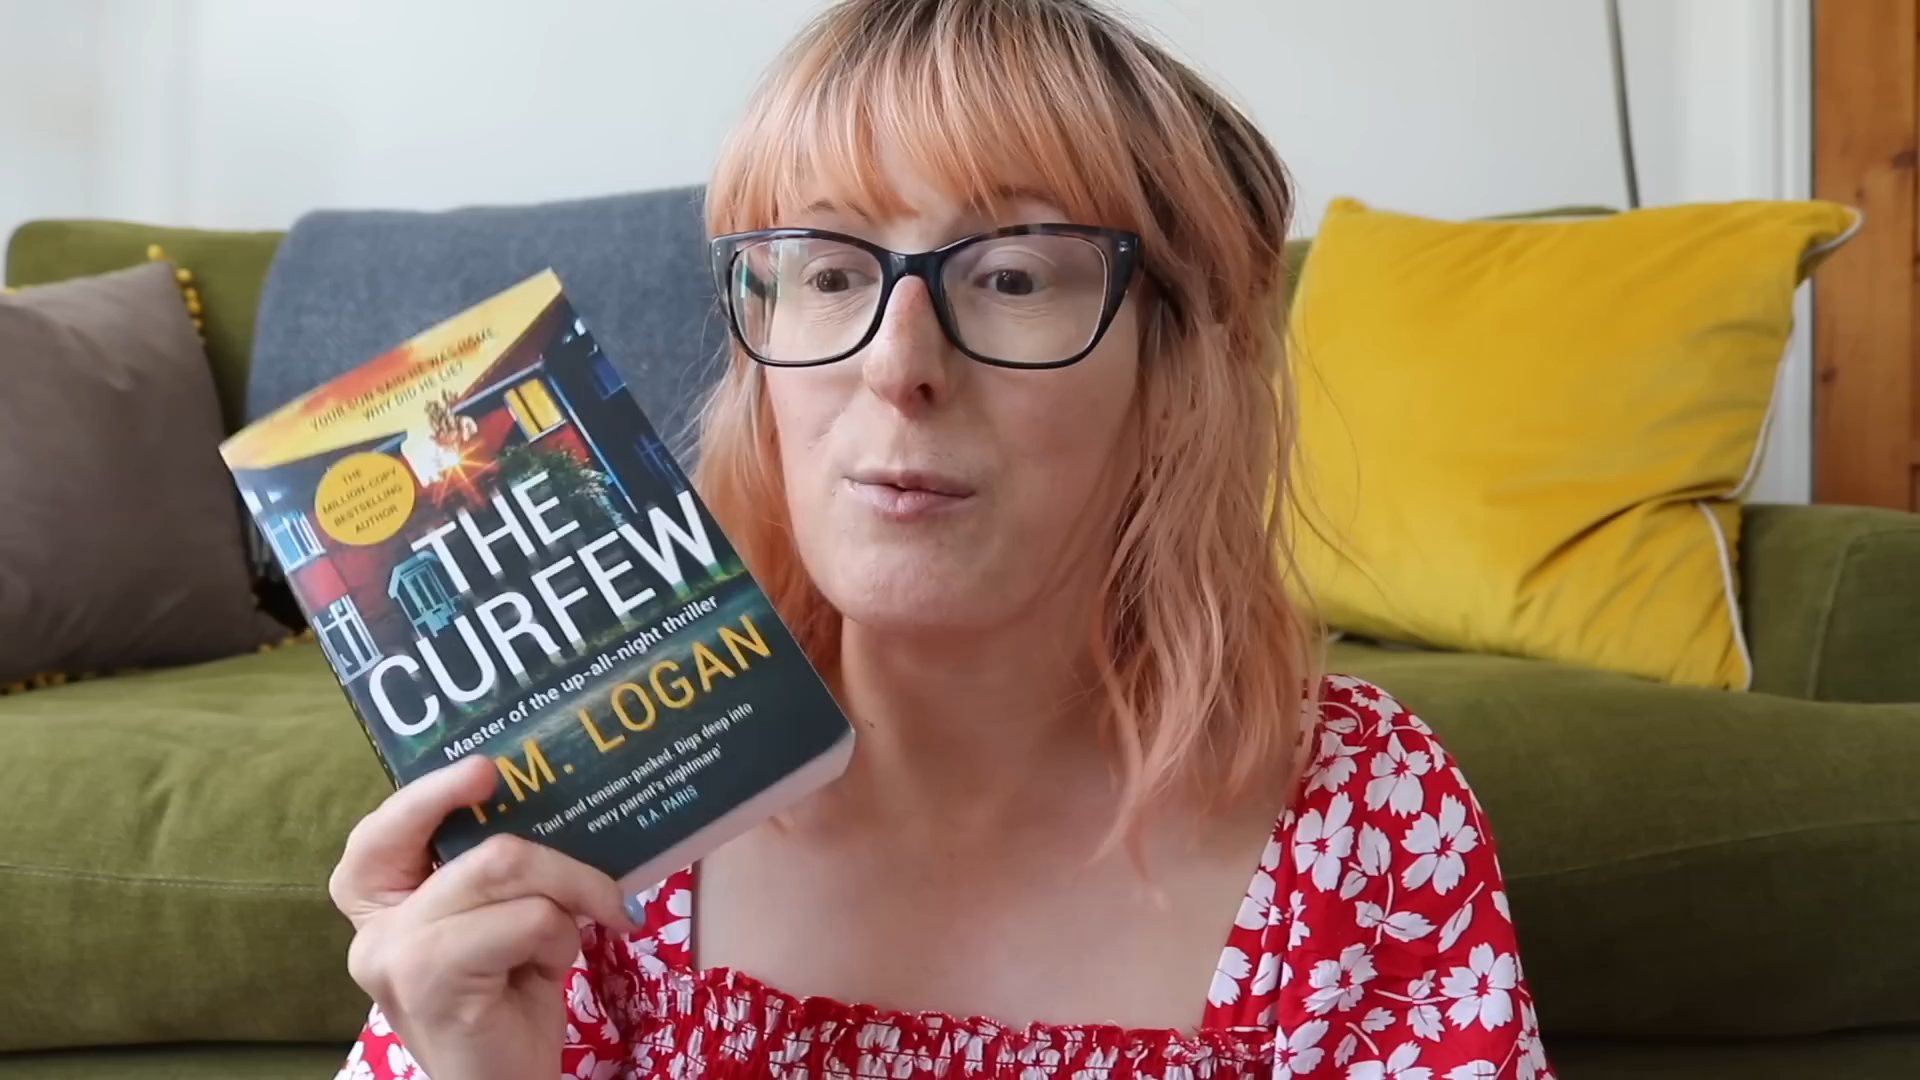 YOUR SON SAID HE WAS HOME.
WHY DID HE LIE?
THE
MILLION-COPY
BESTSELLING
AUTHOR
THE
CURFEW
Master of the up-all-night thriller
T.M. LOGAN
'Taut and tension-packed. Digs deep into
every parent's nightmare'
B.A. PARIS